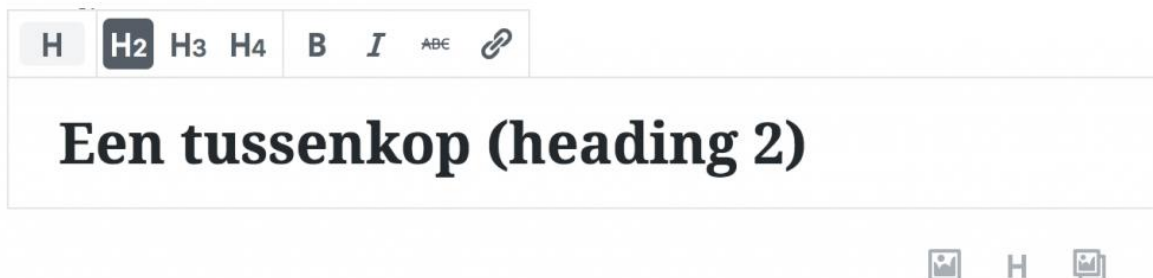 H H2 H3 H4 B I ABC
Een tussenkop (heading 2)
H